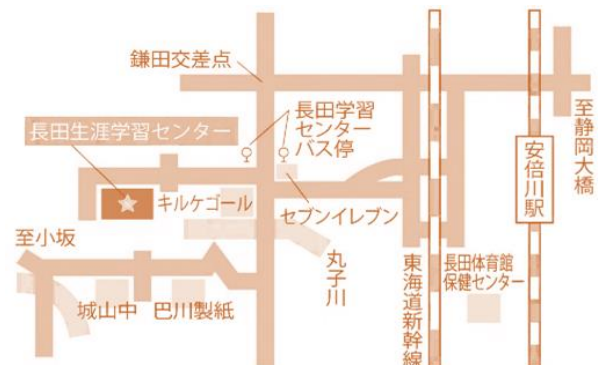 鎌田交差点
長田学習
センター
バス停
長田生涯学習センター
至静岡大橋
安倍川駅
キルケゴール
セブンイレブン
至小坂
丸子川
東海道新幹線
長田体育館
保健センター
城山中
巴川製紙